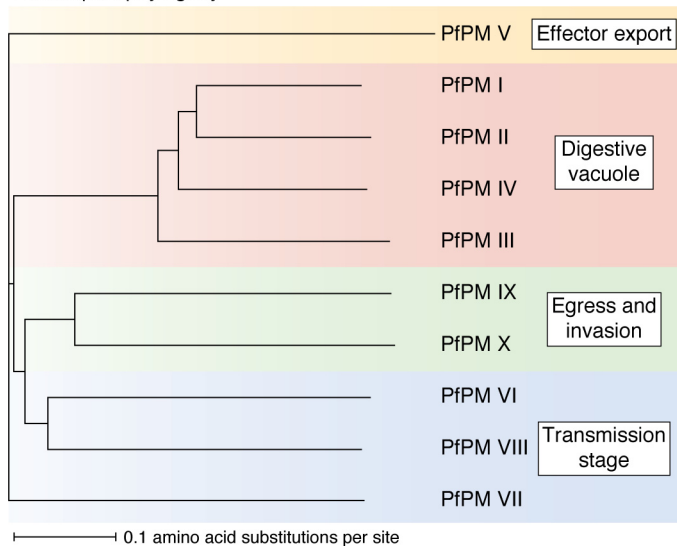 PfPM V
Effector export
PfPM I
PfPM II
Digestive
vacuole
PfPM IV
PfPM III
PfPM IX
Egress and
invasion
PfPM X
PfPM VI
PfPM VIII
Transmission
stage
PfPM VII
0.1 amino acid substitutions per site